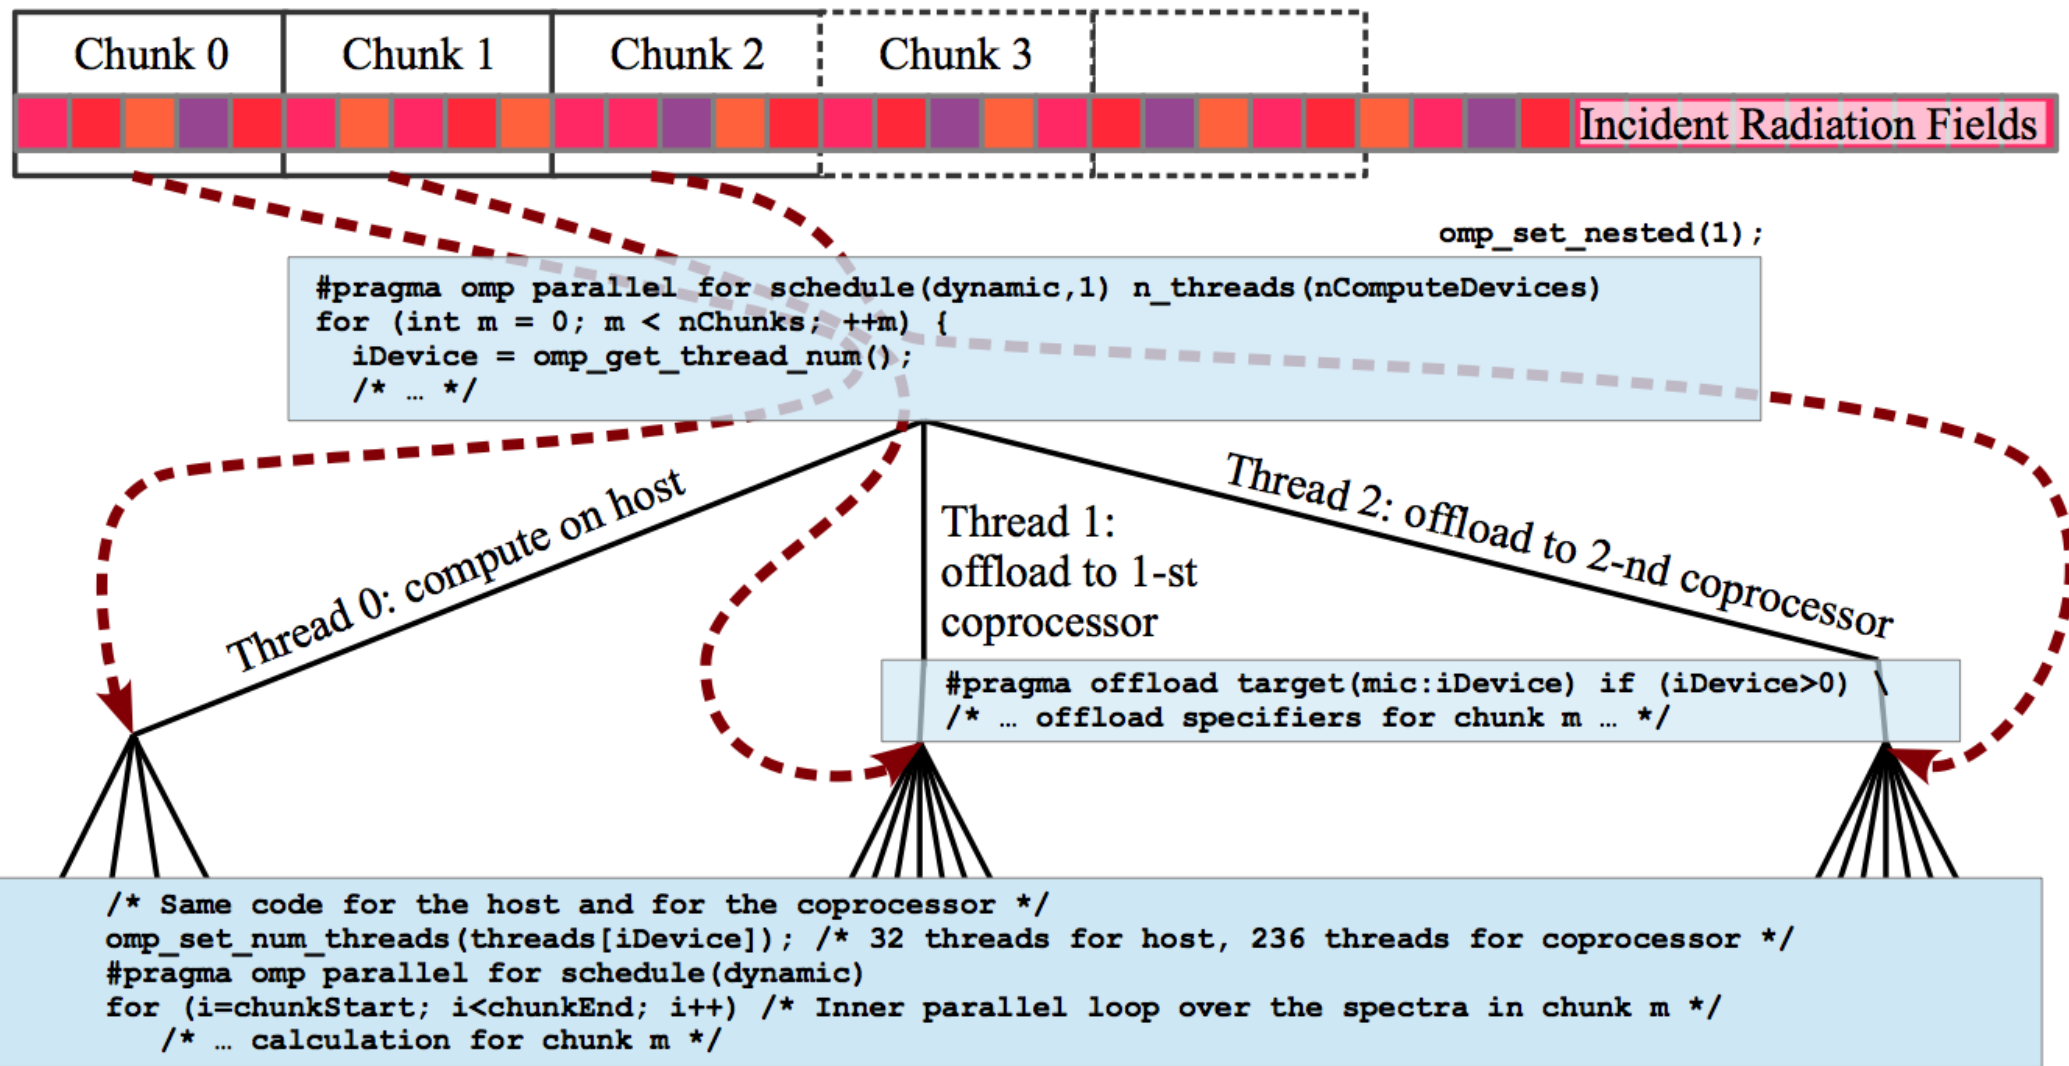 Chunk 0
Chunk 1
Chunk 2
Chunk 3
Incident Radiation Fields
omp_set_nested(1);
#pragma omp parallel for schedule(dynamic,1) n_threads(nComputeDevices)
for (int m = 0; m < nChunks; ++m) {
iDevice = omp_get_thread_num();
/* … */
Thread 0: compute on host
Thread 1:
offload to 1-st
coprocessor
Thread 2: offload to 2-nd coprocessor
#pragma offload target(mic:iDevice) if (iDevice>0) \
/* … offload specifiers for chunk m … */
/* Same code for the host and for the coprocessor */
omp_set_num_threads(threads[iDevice]); /* 32 threads for host, 236 threads for coprocessor */
#pragma omp parallel for schedule(dynamic)
for (i=chunkStart; i<chunkEnd; i++) /* Inner parallel loop over the spectra in chunk m */
/* … calculation for chunk m */